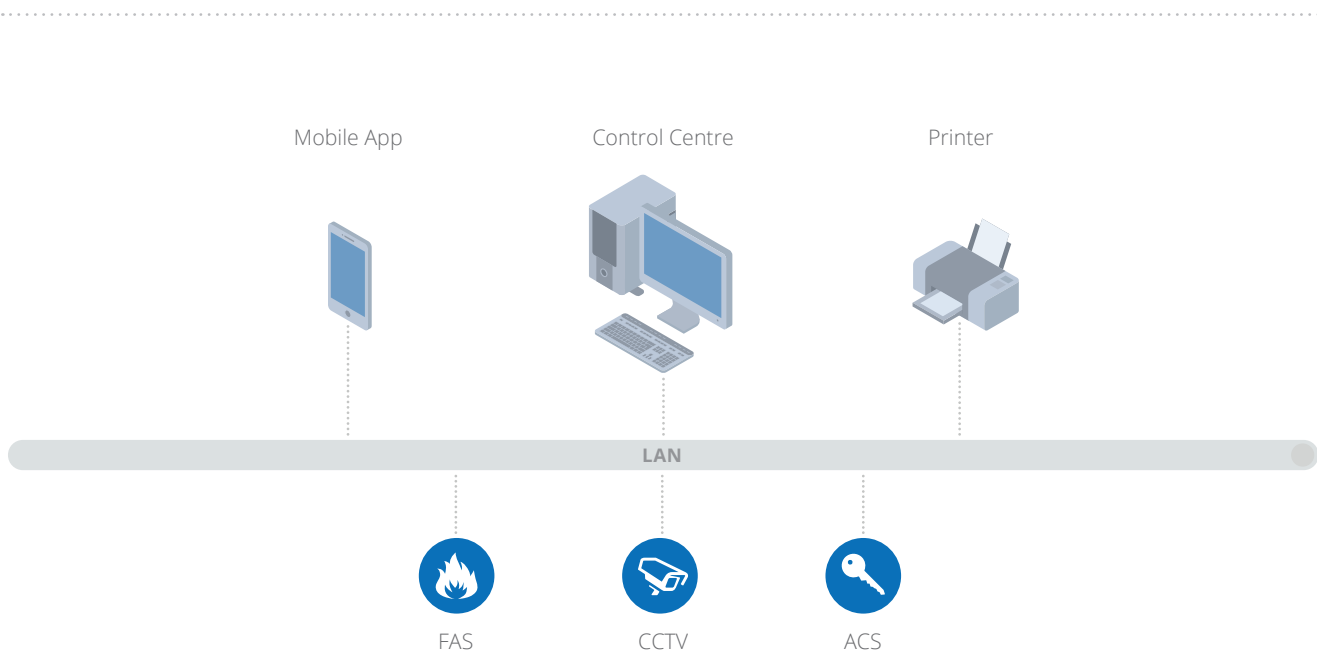 Mobile App
Control Centre
Printer
LAN
FAS
CCTV
ACS